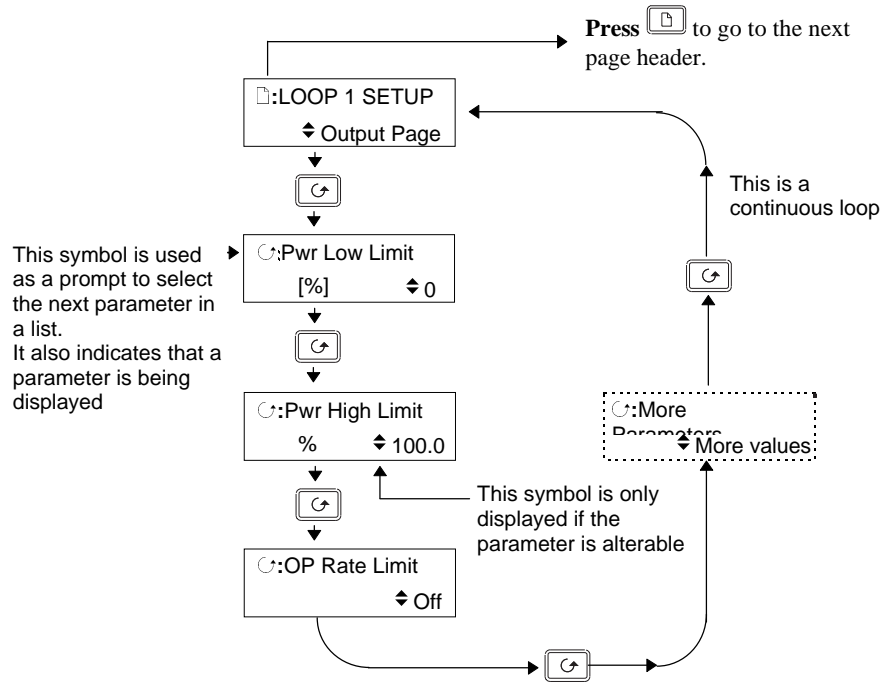 Press to go to the next
page header.
:LOOP 1 SETUP
Output Page
This is a
continuous loop
This symbol is used
as a prompt to select
the next parameter in
a list.
It also indicates that a
parameter is being
displayed
:Pwr Low Limit
[%] 0
:Pwr High Limit
% 100.0
:More
Parameters
More values
This symbol is only
displayed if the
parameter is alterable
:OP Rate Limit
Off